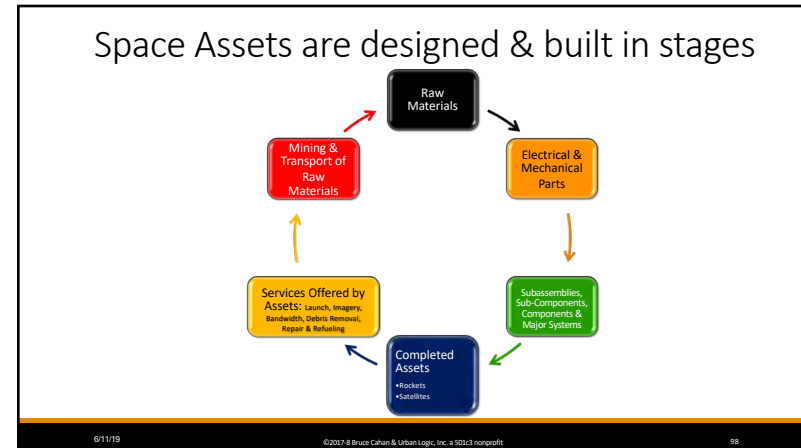 Space Assets are designed & built in stages
Raw
Materials
Electrical &
Mechanical
Parts
Subassemblies,
Sub-Components,
Components &
Major Systems
Completed
Assets
•Rockets
•Satellites
Services Offered by
Assets: Launch, Imagery,
Bandwidth, Debris Removal,
Repair & Refueling
Mining &
Transport of
Raw
Materials
6/11/19
©2017-8 Bruce Cahan & Urban Logic, Inc. a 501c3 nonprofit
98